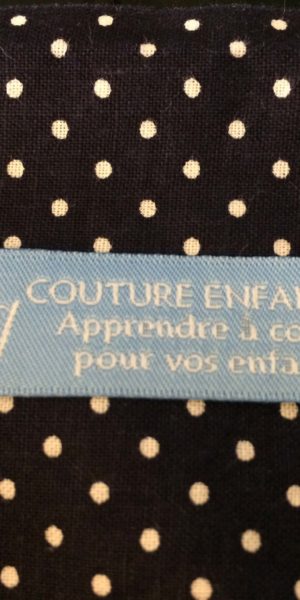 COUTURE ENFA
Apprendre à co
pour vos enfa